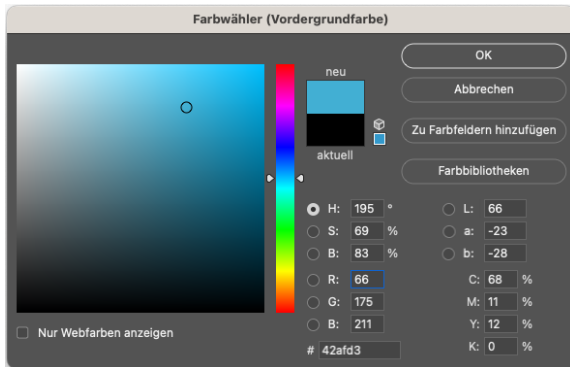 Farbwähler (Vordergrundfarbe)
neu
aktuell
OK
Abbrechen
Zu Farbfeldern hinzufügen
Farbbibliotheken
H: 195 °
S: 69 %
B: 83 %
R: 66
G: 175
B: 211
# 42afd3
L: 66
a: -23
b: -28
C: 68 %
M: 11 %
Y: 12 %
K: 0 %
Nur Webfarben anzeigen